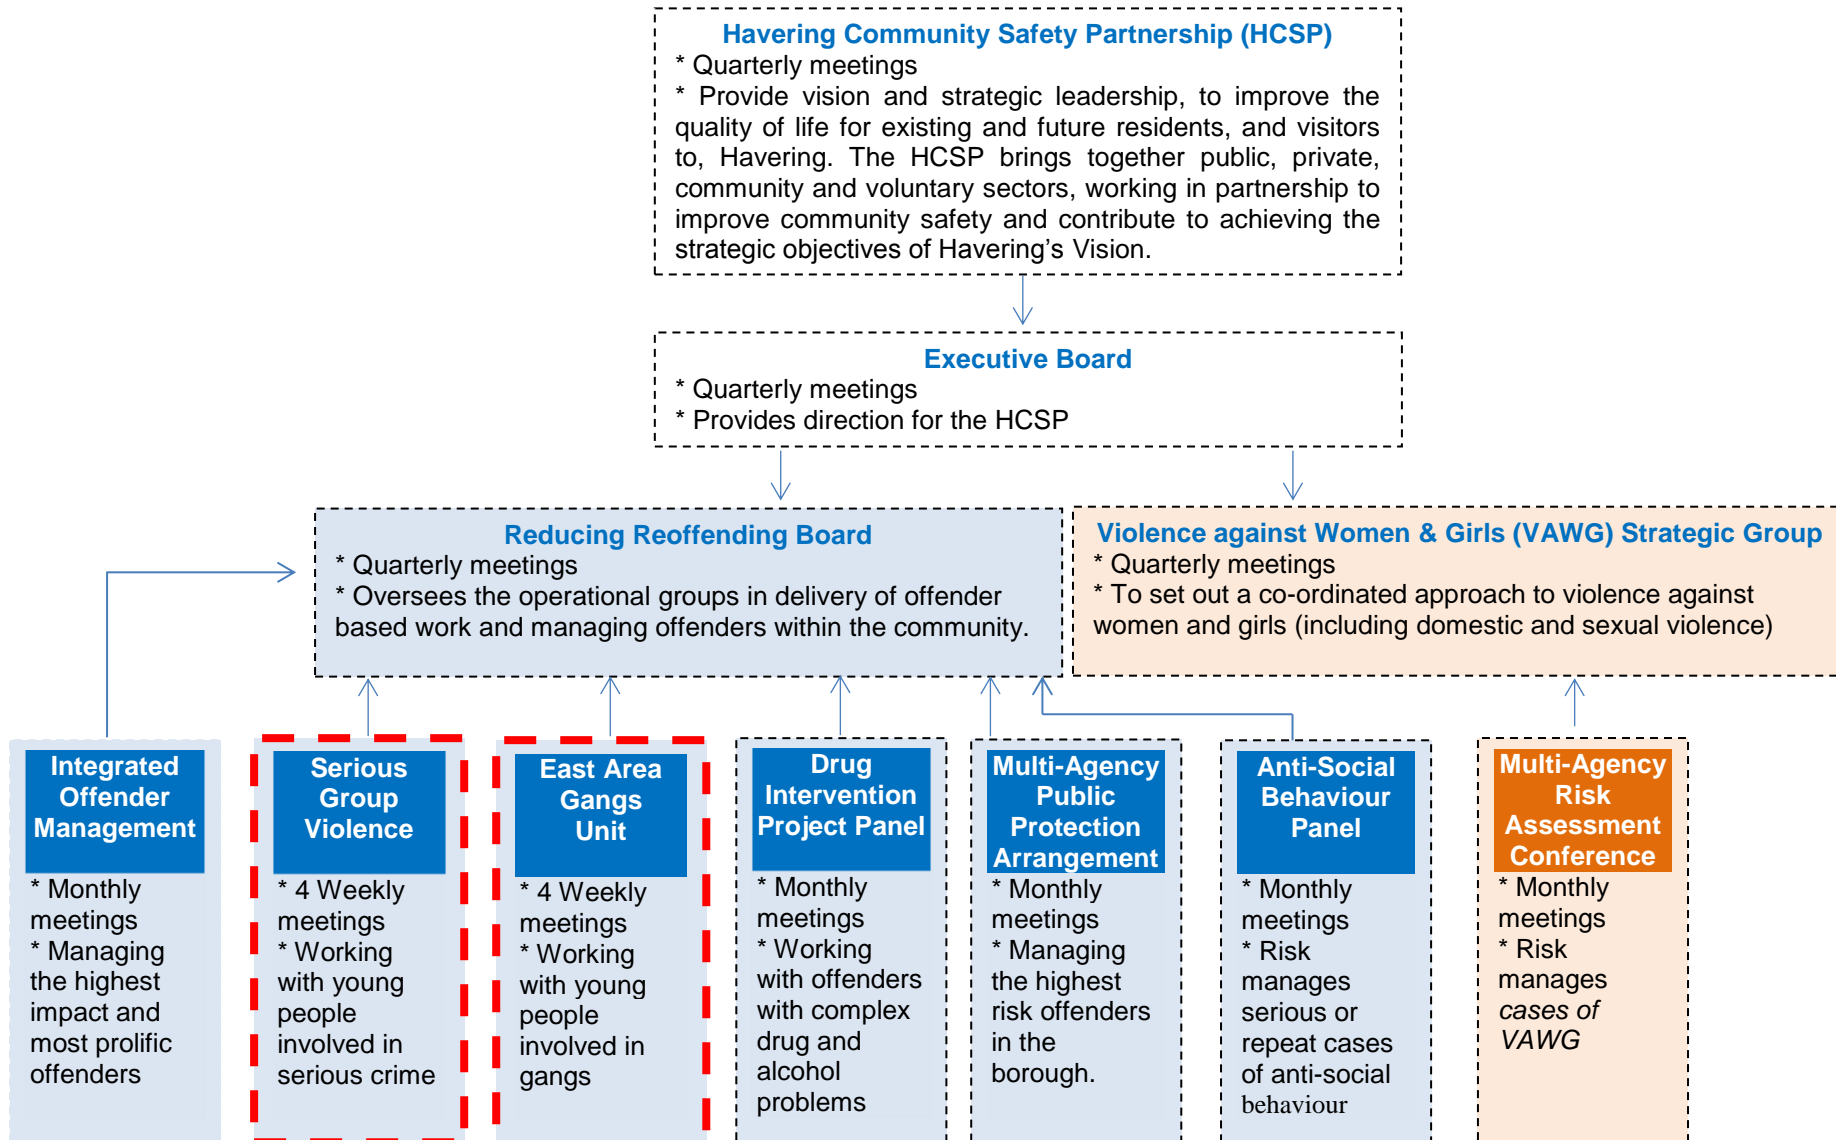 Havering Community Safety Partnership (HCSP)
* Quarterly meetings
* Provide vision and strategic leadership, to improve the
quality of life for existing and future residents, and visitors
to, Havering. The HCSP brings together public, private,
community and voluntary sectors, working in partnership to
improve community safety and contribute to achieving the
strategic objectives of Havering’s Vision.
Executive Board
* Quarterly meetings
* Provides direction for the HCSP
Reducing Reoffending Board
* Quarterly meetings
* Oversees the operational groups in delivery of offender
based work and managing offenders within the community.
Violence against Women & Girls (VAWG) Strategic Group
* Quarterly meetings
* To set out a co-ordinated approach to violence against
women and girls (including domestic and sexual violence)
Integrated
Offender
Management
* Monthly
meetings
* Managing
the highest
impact and
most prolific
offenders
Serious
Group
Violence
* 4 Weekly
meetings
* Working
with young
people
involved in
serious crime
East Area
Gangs
Unit
* 4 Weekly
meetings
* Working
with young
people
involved in
gangs
Drug
Intervention
Project Panel
* Monthly
meetings
* Working
with offenders
with complex
drug and
alcohol
problems
Multi-Agency
Public
Protection
Arrangement
* Monthly
meetings
* Managing
the highest
risk offenders
in the
borough.
Anti-Social
Behaviour
Panel
* Monthly
meetings
* Risk
manages
serious or
repeat cases
of anti-social
behaviour
Multi-Agency
Risk
Assessment
Conference
* Monthly
meetings
* Risk
manages
cases of
VAWG